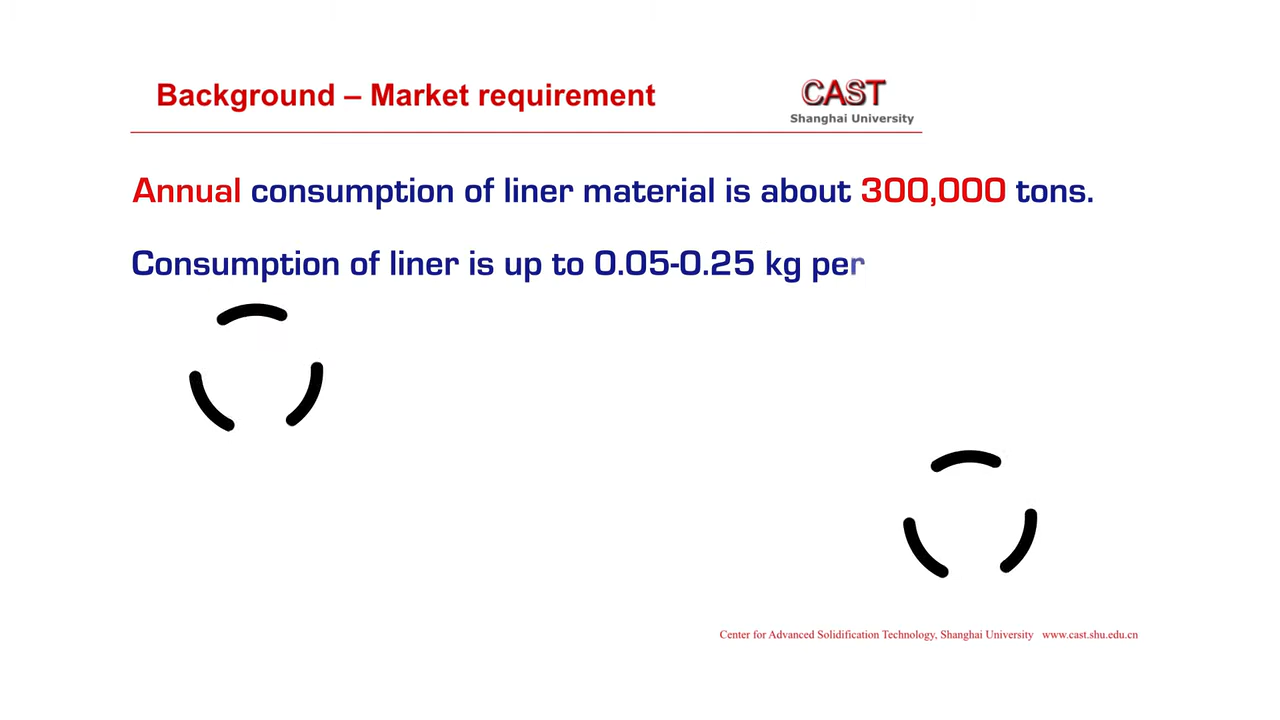 Background – Market requirement
CAST
Shanghai University
Annual consumption of liner material is about 300,000 tons.
Consumption of liner is up to 0.05-0.25 kg per
Center for Advanced Solidification Technology, Shanghai University www.cast.shu.edu.cn